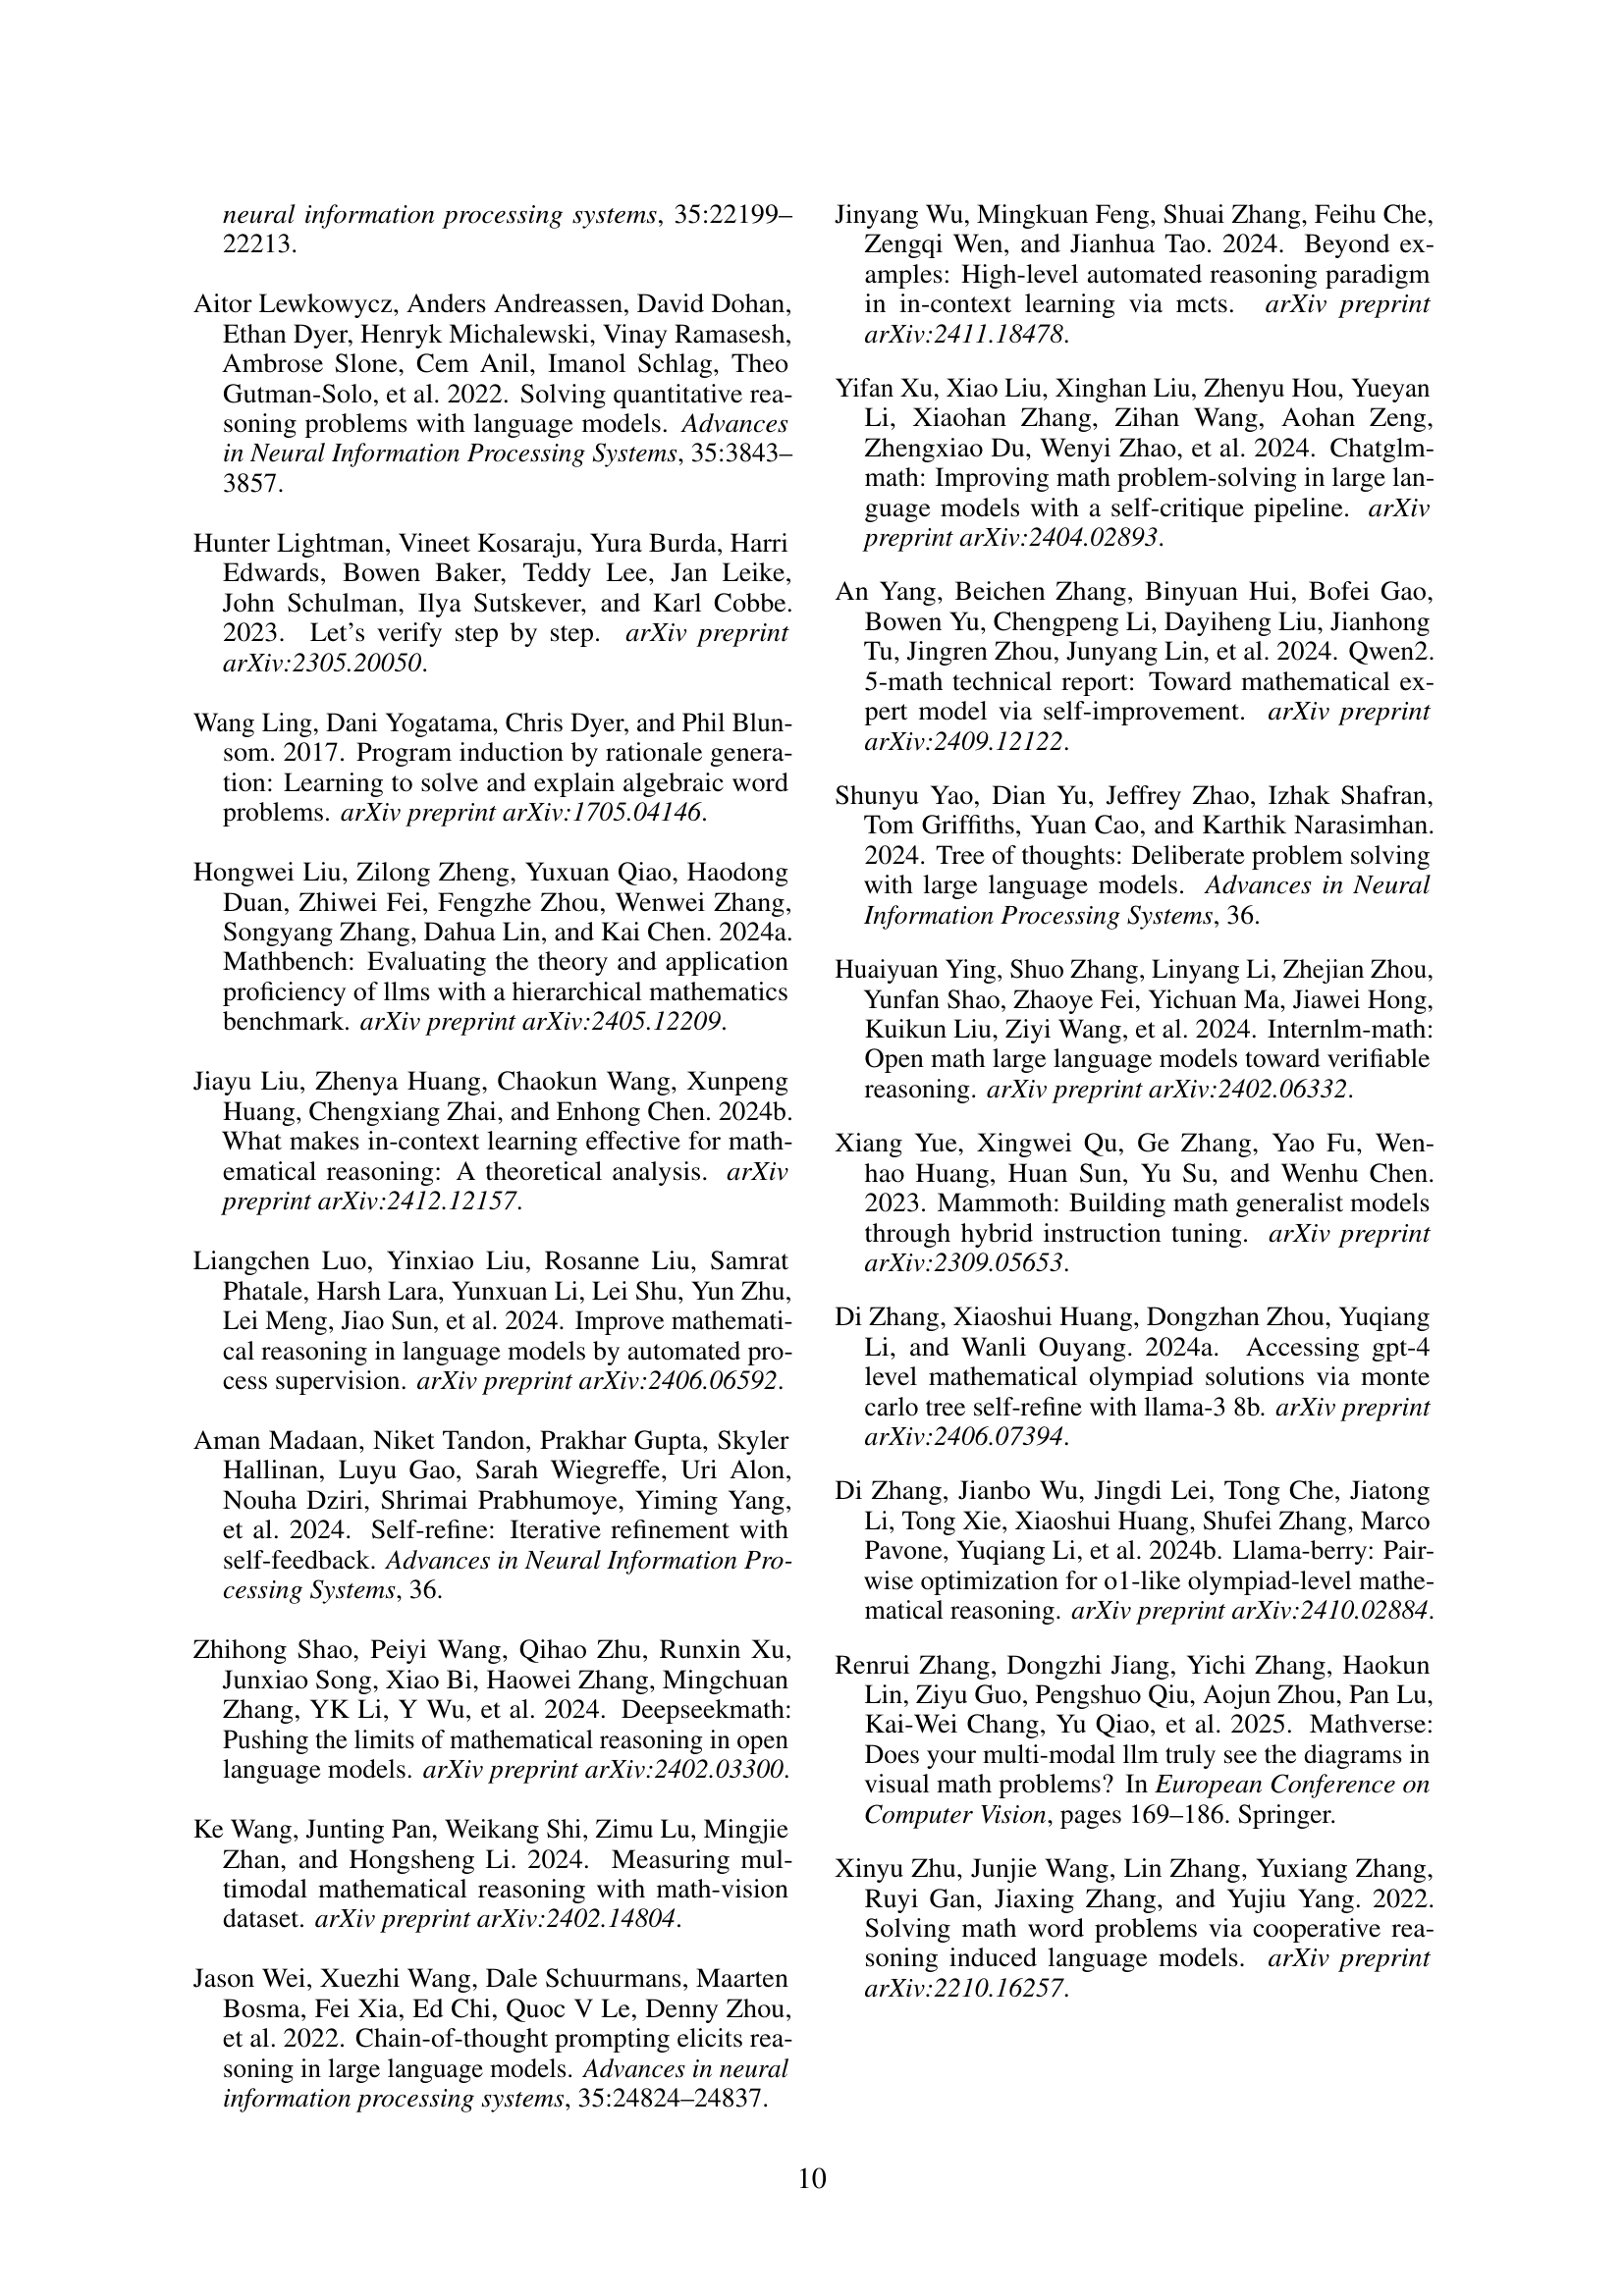 neural information processing systems, 35:22199–
22213.
Aitor Lewkowycz, Anders Andreassen, David Dohan,
Ethan Dyer, Henryk Michalewski, Vinay Ramasesh,
Ambrose Slone, Cem Anil, Imanol Schlag, Theo
Gutman-Solo, et al. 2022. Solving quantitative rea-
soning problems with language models. Advances
in Neural Information Processing Systems, 35:3843–
3857.
Hunter Lightman, Vineet Kosaraju, Yura Burda, Harri
Edwards, Bowen Baker, Teddy Lee, Jan Leike,
John Schulman, Ilya Sutskever, and Karl Cobbe.
2023. Let's verify step by step. arXiv preprint
arXiv:2305.20050.
Wang Ling, Dani Yogatama, Chris Dyer, and Phil Blun-
som. 2017. Program induction by rationale genera-
tion: Learning to solve and explain algebraic word
problems. arXiv preprint arXiv:1705.04146.
Hongwei Liu, Zilong Zheng, Yuxuan Qiao, Haodong
Duan, Zhiwei Fei, Fengzhe Zhou, Wenwei Zhang,
Songyang Zhang, Dahua Lin, and Kai Chen. 2024a.
Mathbench: Evaluating the theory and application
proficiency of llms with a hierarchical mathematics
benchmark. arXiv preprint arXiv:2405.12209.
Jiayu Liu, Zhenya Huang, Chaokun Wang, Xunpeng
Huang, Chengxiang Zhai, and Enhong Chen. 2024b.
What makes in-context learning effective for math-
ematical reasoning: A theoretical analysis. arXiv
preprint arXiv:2412.12157.
Liangchen Luo, Yinxiao Liu, Rosanne Liu, Samrat
Phatale, Harsh Lara, Yunxuan Li, Lei Shu, Yun Zhu,
Lei Meng, Jiao Sun, et al. 2024. Improve mathemati-
cal reasoning in language models by automated pro-
cess supervision. arXiv preprint arXiv:2406.06592.
Aman Madaan, Niket Tandon, Prakhar Gupta, Skyler
Hallinan, Luyu Gao, Sarah Wiegreffe, Uri Alon,
Nouha Dziri, Shrimai Prabhumoye, Yiming Yang,
et al. 2024. Self-refine: Iterative refinement with
self-feedback. Advances in Neural Information Pro-
cessing Systems, 36.
Zhihong Shao, Peiyi Wang, Qihao Zhu, Runxin Xu,
Junxiao Song, Xiao Bi, Haowei Zhang, Mingchuan
Zhang, YK Li, Y Wu, et al. 2024. Deepseekmath:
Pushing the limits of mathematical reasoning in open
language models. arXiv preprint arXiv:2402.03300.
Ke Wang, Junting Pan, Weikang Shi, Zimu Lu, Mingjie
Zhan, and Hongsheng Li. 2024. Measuring mul-
timodal mathematical reasoning with math-vision
dataset. arXiv preprint arXiv:2402.14804.
Jason Wei, Xuezhi Wang, Dale Schuurmans, Maarten
Bosma, Fei Xia, Ed Chi, Quoc V Le, Denny Zhou,
et al. 2022. Chain-of-thought prompting elicits rea-
soning in large language models. Advances in neural
information processing systems, 35:24824–24837.
Jinyang Wu, Mingkuan Feng, Shuai Zhang, Feihu Che,
Zengqi Wen, and Jianhua Tao. 2024. Beyond ex-
amples: High-level automated reasoning paradigm
in in-context learning via mcts. arXiv preprint
arXiv:2411.18478.
Yifan Xu, Xiao Liu, Xinghan Liu, Zhenyu Hou, Yueyan
Li, Xiaohan Zhang, Zihan Wang, Aohan Zeng,
Zhengxiao Du, Wenyi Zhao, et al. 2024. Chatglm-
math: Improving math problem-solving in large lan-
guage models with a self-critique pipeline. arXiv
preprint arXiv:2404.02893.
An Yang, Beichen Zhang, Binyuan Hui, Bofei Gao,
Bowen Yu, Chengpeng Li, Dayiheng Liu, Jianhong
Tu, Jingren Zhou, Junyang Lin, et al. 2024. Qwen2.
5-math technical report: Toward mathematical ex-
pert model via self-improvement. arXiv preprint
arXiv:2409.12122.
Shunyu Yao, Dian Yu, Jeffrey Zhao, Izhak Shafran,
Tom Griffiths, Yuan Cao, and Karthik Narasimhan.
2024. Tree of thoughts: Deliberate problem solving
with large language models. Advances in Neural
Information Processing Systems, 36.
Huaiyuan Ying, Shuo Zhang, Linyang Li, Zhejian Zhou,
Yunfan Shao, Zhaoye Fei, Yichuan Ma, Jiawei Hong,
Kuikun Liu, Ziyi Wang, et al. 2024. Internlm-math:
Open math large language models toward verifiable
reasoning. arXiv preprint arXiv:2402.06332.
Xiang Yue, Xingwei Qu, Ge Zhang, Yao Fu, Wen-
hao Huang, Huan Sun, Yu Su, and Wenhu Chen.
2023. Mammoth: Building math generalist models
through hybrid instruction tuning. arXiv preprint
arXiv:2309.05653.
Di Zhang, Xiaoshui Huang, Dongzhan Zhou, Yuqiang
Li, and Wanli Ouyang. 2024a. Accessing gpt-4
level mathematical olympiad solutions via monte
carlo tree self-refine with llama-3 8b. arXiv preprint
arXiv:2406.07394.
Di Zhang, Jianbo Wu, Jingdi Lei, Tong Che, Jiatong
Li, Tong Xie, Xiaoshui Huang, Shufei Zhang, Marco
Pavone, Yuqiang Li, et al. 2024b. Llama-berry: Pair-
wise optimization for o1-like olympiad-level mathe-
matical reasoning. arXiv preprint arXiv:2410.02884.
Renrui Zhang, Dongzhi Jiang, Yichi Zhang, Haokun
Lin, Ziyu Guo, Pengshuo Qiu, Aojun Zhou, Pan Lu,
Kai-Wei Chang, Yu Qiao, et al. 2025. Mathverse:
Does your multi-modal llm truly see the diagrams in
visual math problems? In European Conference on
Computer Vision, pages 169–186. Springer.
Xinyu Zhu, Junjie Wang, Lin Zhang, Yuxiang Zhang,
Ruyi Gan, Jiaxing Zhang, and Yujiu Yang. 2022.
Solving math word problems via cooperative rea-
soning induced language models. arXiv preprint
arXiv:2210.16257.
10